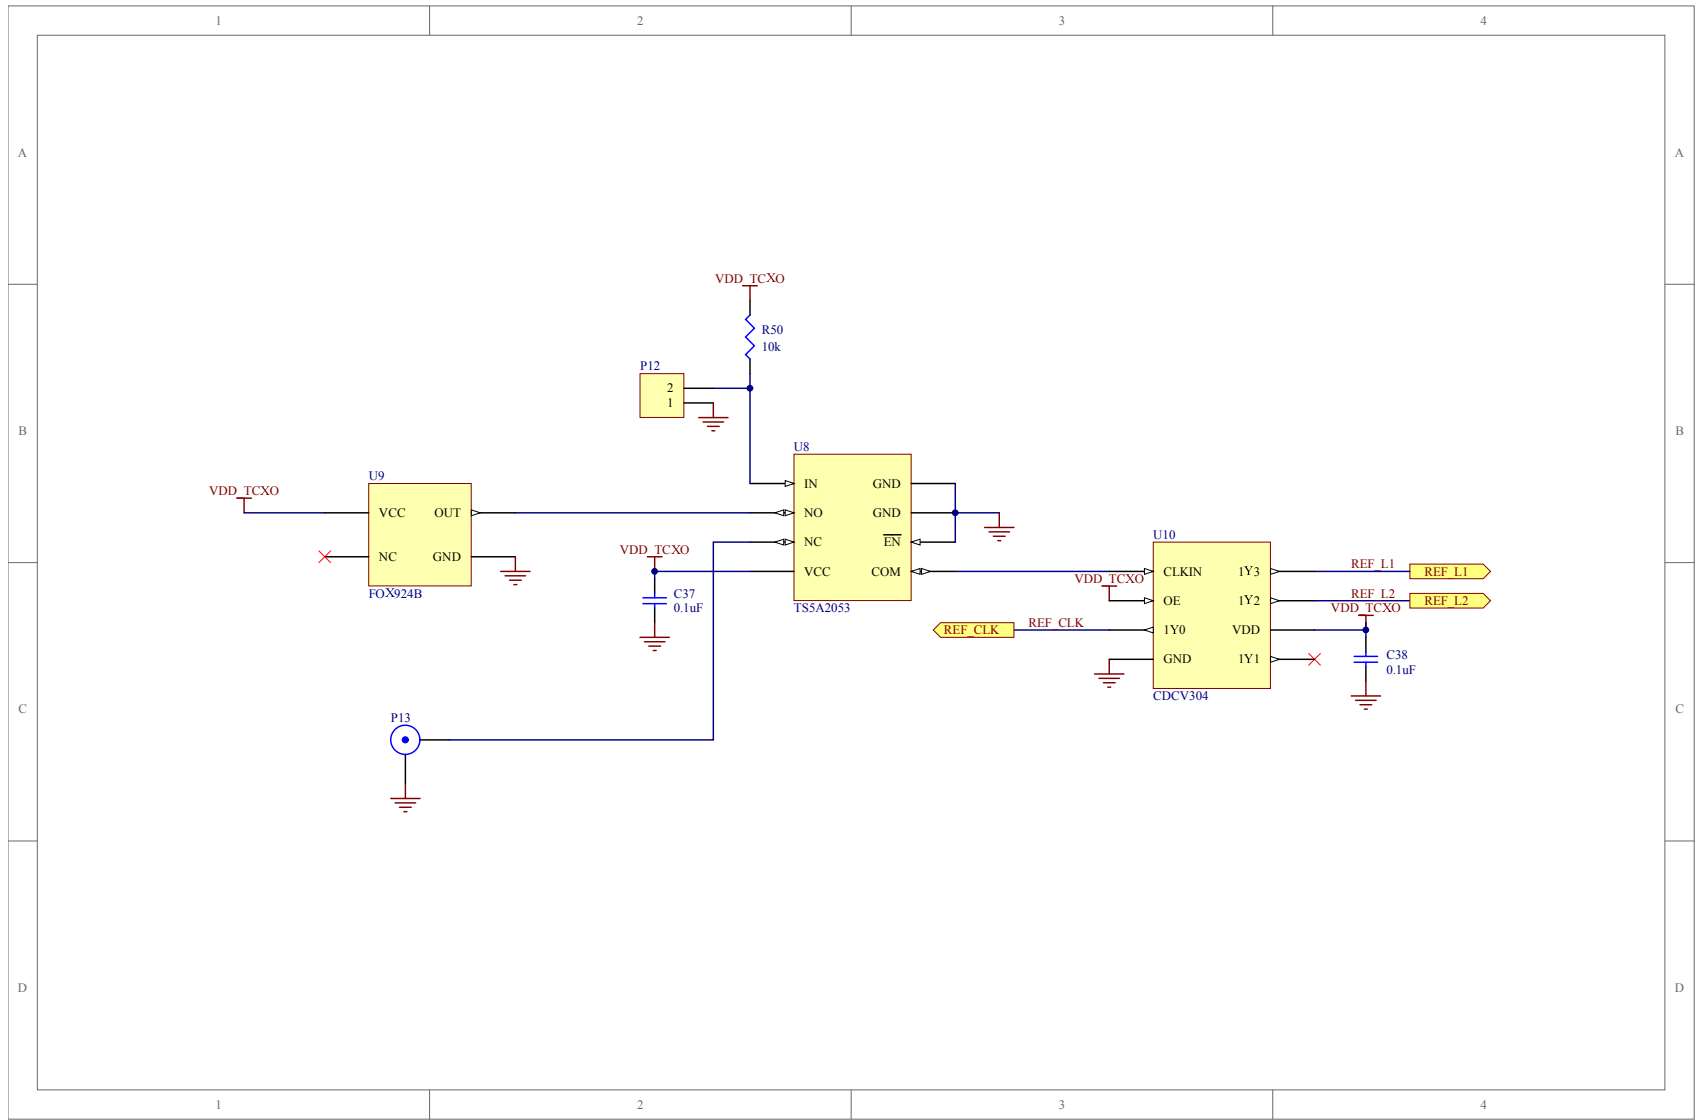 1 2 3 4
A A
VDD_TCXO
R50
10k
P12
2
1
B B
U8
U9
VDD_TCXO
IN GND
VCC OUT
NO GND
U10
NC EN
VDD_TCXO
NC GND
REF_L1
VCC COM
CLKIN 1Y3
REF_L1
VDD_TCXO
FOX924B
C37
0.1uF
TS5A2053
REF_L2
OE 1Y2
REF_L2
VDD_TCXO
REF_CLK
REF_CLK
1Y0 VDD
GND 1Y1
C38
0.1uF
CDCV304
C C
P13
D D
1 2 3 4